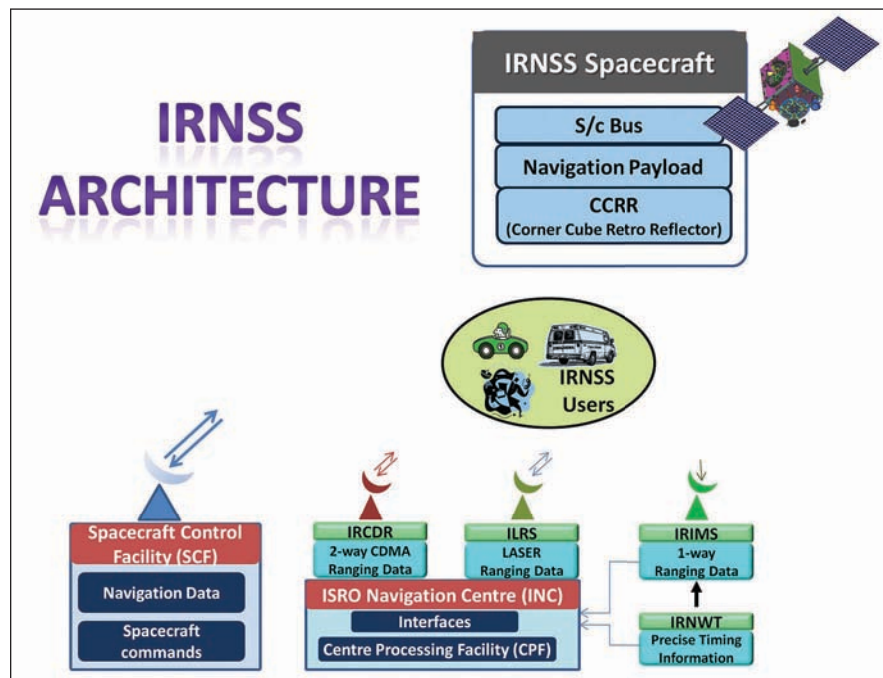 IRNSS
ARCHITECTURE
IRNSS Spacecraft
S/c Bus
Navigation Payload
CCRR
(Corner Cube Retro Reflector)
IRNSS
Users
Spacecraft Control
Facility (SCF)
Navigation Data
Spacecraft
commands
IRCDR
2-way CDMA
Ranging Data
ILRS
LASER
Ranging Data
ISRO Navigation Centre (INC)
Interfaces
Centre Processing Facility (CPF)
IRIMS
1-way
Ranging Data
IRNWT
Precise Timing
Information